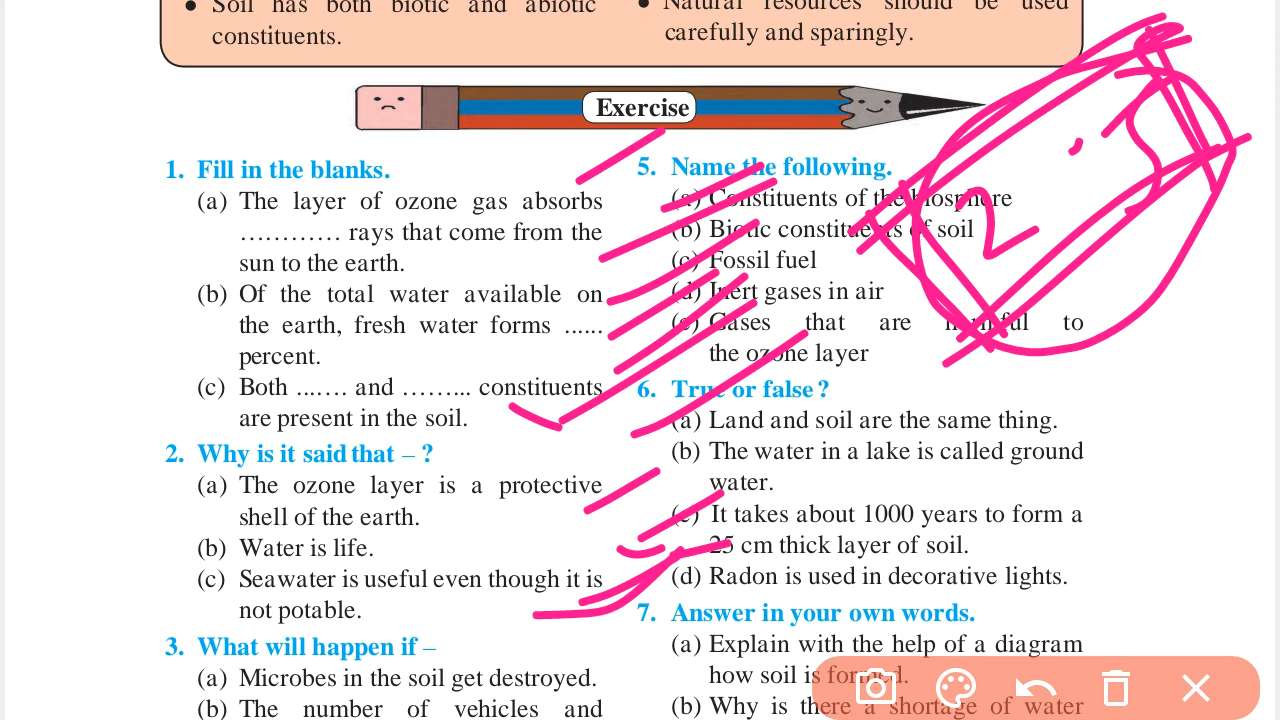 Soil has both biotic and abiotic
constituents.
Natural resources should be used
carefully and sparingly.
Exercise
1. Fill in the blanks.
(a) The layer of ozone gas absorbs
………… rays that come from the
sun to the earth.
(b) Of the total water available on
the earth, fresh water forms ......
percent.
(c) Both ...…. and ……... constituents
are present in the soil.
2. Why is it said that – ?
(a) The ozone layer is a protective
shell of the earth.
(b) Water is life.
(c) Seawater is useful even though it is
not potable.
3. What will happen if –
(a) Microbes in the soil get destroyed.
(b) The number of vehicles and
5. Name the following.
(a) Constituents of the biosphere
(b) Biotic constituents of soil
(c) Fossil fuel
(d) Inert gases in air
(e) Gases that are harmful to
the ozone layer
6. True or false?
(a) Land and soil are the same thing.
(b) The water in a lake is called ground
water.
(c) It takes about 1000 years to form a
25 cm thick layer of soil.
(d) Radon is used in decorative lights.
7. Answer in your own words.
(a) Explain with the help of a diagram
how soil is formed.
(b) Why is there a shortage of water